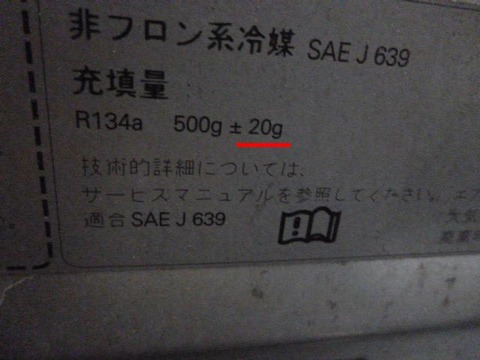 非フロン系冷媒 SAE J 639
充填量
R134a 500g ± 20g
技術的詳細については、
サービスマニュアルを参照してください。エア
適合 SAE J 639